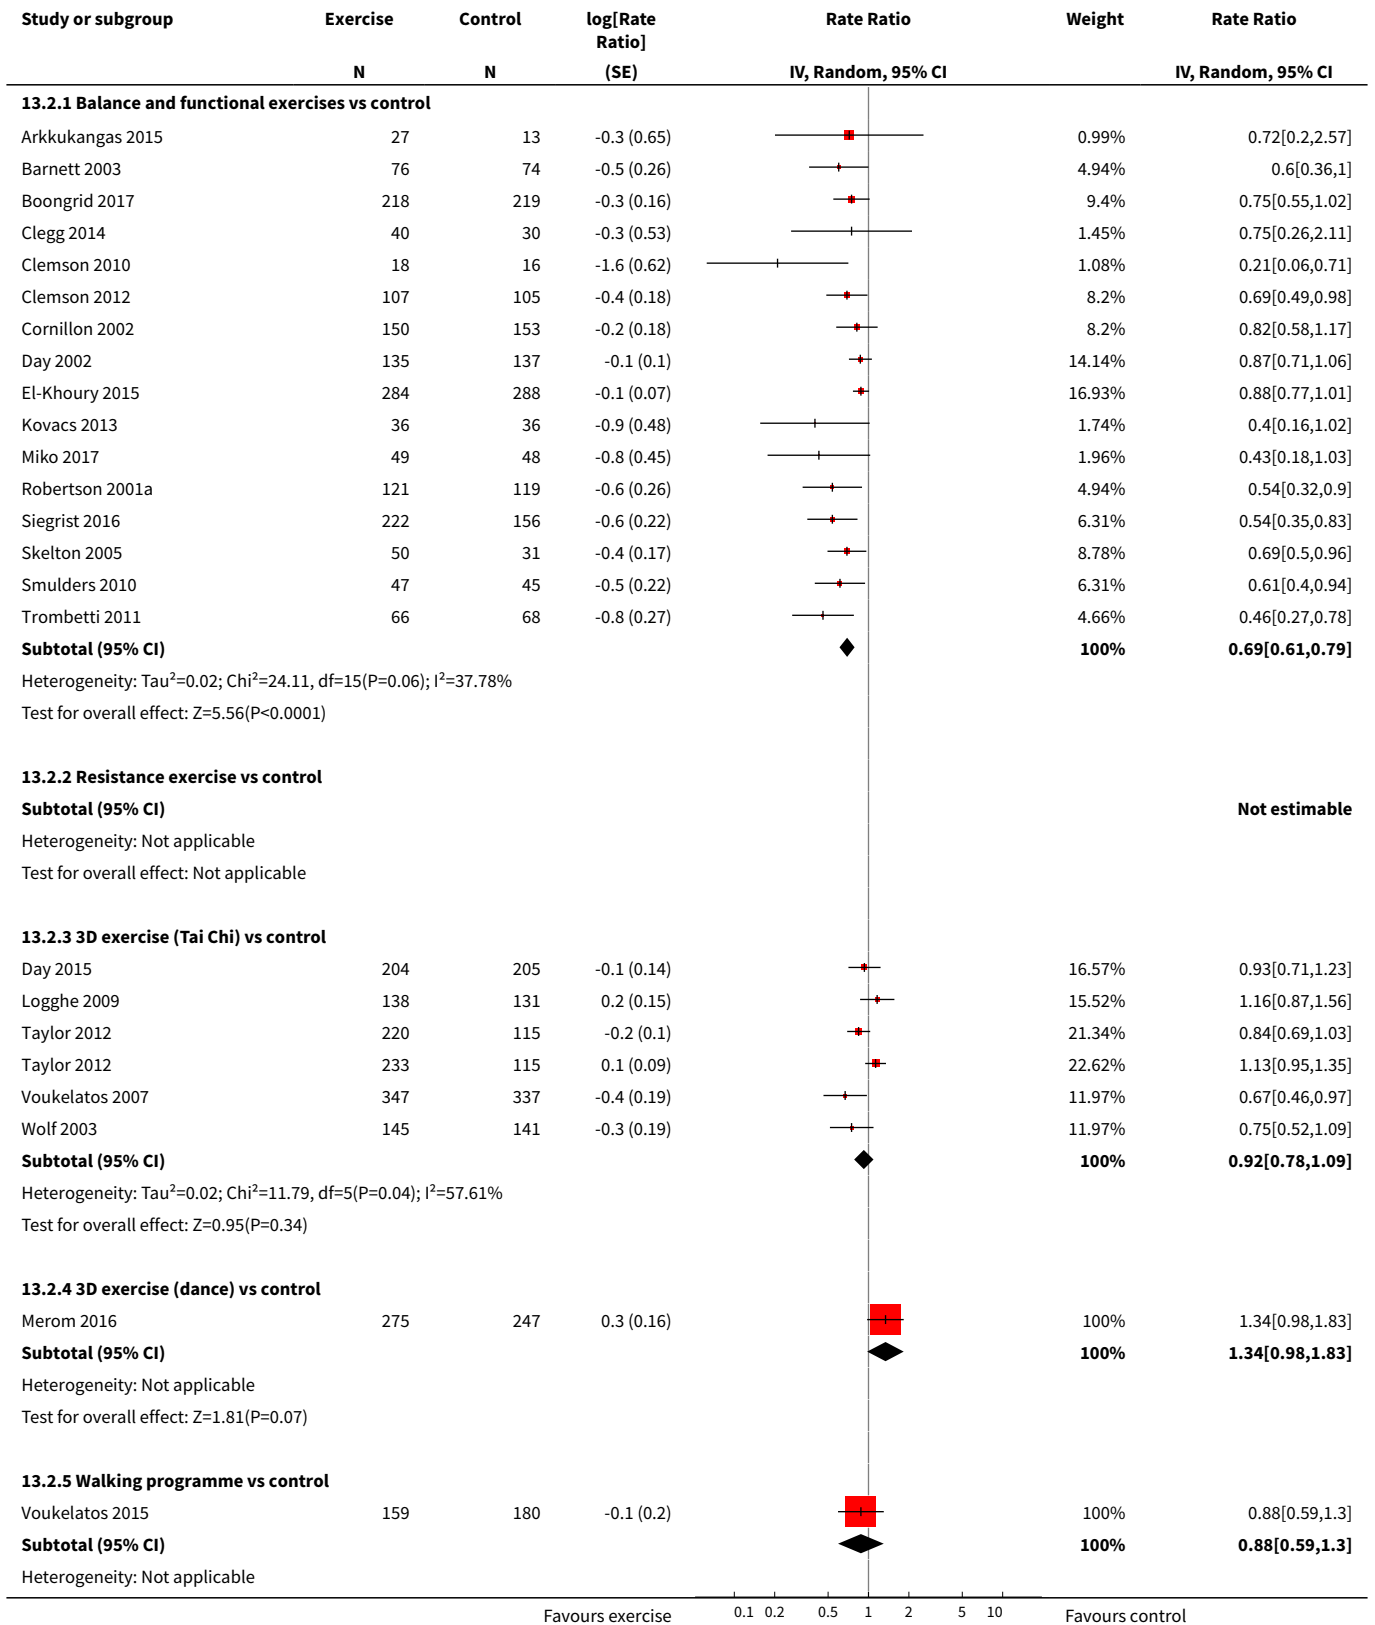 Study or subgroup Exercise Control log[Rate Rate Ratio Weight Rate Ratio
Ratio]
N N (SE) IV, Random, 95% CI IV, Random, 95% CI
13.2.1 Balance and functional exercises vs control
Arkkukangas 2015 27 13 -0.3 (0.65) 0.99% 0.72[0.2,2.57]
Barnett 2003 76 74 -0.5 (0.26) 4.94% 0.6[0.36,1]
Boongrid 2017 218 219 -0.3 (0.16) 9.4% 0.75[0.55,1.02]
Clegg 2014 40 30 -0.3 (0.53) 1.45% 0.75[0.26,2.11]
Clemson 2010 18 16 -1.6 (0.62) 1.08% 0.21[0.06,0.71]
Clemson 2012 107 105 -0.4 (0.18) 8.2% 0.69[0.49,0.98]
Cornillon 2002 150 153 -0.2 (0.18) 8.2% 0.82[0.58,1.17]
Day 2002 135 137 -0.1 (0.1) 14.14% 0.87[0.71,1.06]
El-Khoury 2015 284 288 -0.1 (0.07) 16.93% 0.88[0.77,1.01]
Kovacs 2013 36 36 -0.9 (0.48) 1.74% 0.4[0.16,1.02]
Miko 2017 49 48 -0.8 (0.45) 1.96% 0.43[0.18,1.03]
Robertson 2001a 121 119 -0.6 (0.26) 4.94% 0.54[0.32,0.9]
Siegrist 2016 222 156 -0.6 (0.22) 6.31% 0.54[0.35,0.83]
Skelton 2005 50 31 -0.4 (0.17) 8.78% 0.69[0.5,0.96]
Smulders 2010 47 45 -0.5 (0.22) 6.31% 0.61[0.4,0.94]
Trombetti 2011 66 68 -0.8 (0.27) 4.66% 0.46[0.27,0.78]
Subtotal (95% CI) 100% 0.69[0.61,0.79]
Heterogeneity: Tau²=0.02; Chi²=24.11, df=15(P=0.06); I²=37.78%
Test for overall effect: Z=5.56(P<0.0001)
13.2.2 Resistance exercise vs control
Subtotal (95% CI) Not estimable
Heterogeneity: Not applicable
Test for overall effect: Not applicable
13.2.3 3D exercise (Tai Chi) vs control
Day 2015 204 205 -0.1 (0.14) 16.57% 0.93[0.71,1.23]
Logghe 2009 138 131 0.2 (0.15) 15.52% 1.16[0.87,1.56]
Taylor 2012 220 115 -0.2 (0.1) 21.34% 0.84[0.69,1.03]
Taylor 2012 233 115 0.1 (0.09) 22.62% 1.13[0.95,1.35]
Voukelatos 2007 347 337 -0.4 (0.19) 11.97% 0.67[0.46,0.97]
Wolf 2003 145 141 -0.3 (0.19) 11.97% 0.75[0.52,1.09]
Subtotal (95% CI) 100% 0.92[0.78,1.09]
Heterogeneity: Tau²=0.02; Chi²=11.79, df=5(P=0.04); I²=57.61%
Test for overall effect: Z=0.95(P=0.34)
13.2.4 3D exercise (dance) vs control
Merom 2016 275 247 0.3 (0.16) 100% 1.34[0.98,1.83]
Subtotal (95% CI) 100% 1.34[0.98,1.83]
Heterogeneity: Not applicable
Test for overall effect: Z=1.81(P=0.07)
13.2.5 Walking programme vs control
Voukelatos 2015 159 180 -0.1 (0.2) 100% 0.88[0.59,1.3]
Subtotal (95% CI) 100% 0.88[0.59,1.3]
Heterogeneity: Not applicable
Favours exercise 0.1 0.2 0.5 1 2 5 10 Favours control